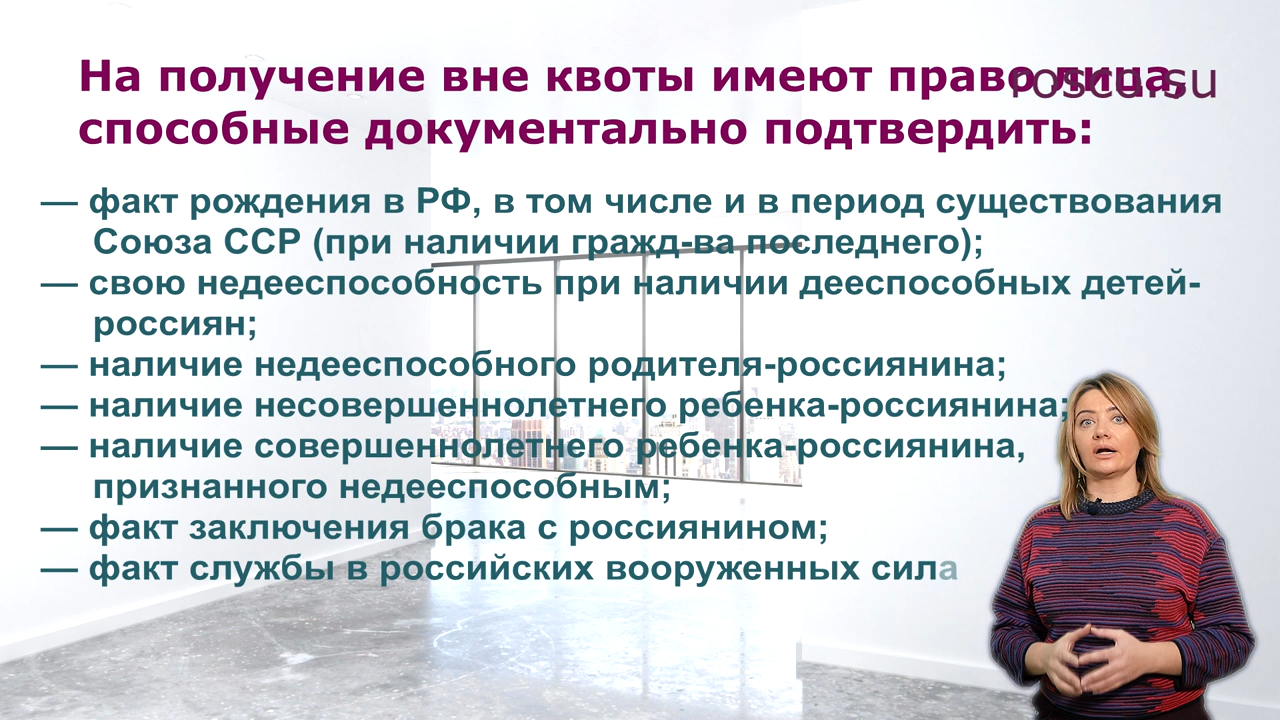 На получение вне квоты имеют право лица,
rosco.su
способные документально подтвердить:
— факт рождения в РФ, в том числе и в период существования
Союза ССР (при наличии гражд-ва последнего);
— свою недееспособность при наличии дееспособных детей-
россиян;
— наличие недееспособного родителя-россиянина;
— наличие несовершеннолетнего ребенка-россиянина;
— наличие совершеннолетнего ребенка-россиянина,
признанного недееспособным;
— факт заключения брака с россиянином;
— факт службы в российских вооруженных сила